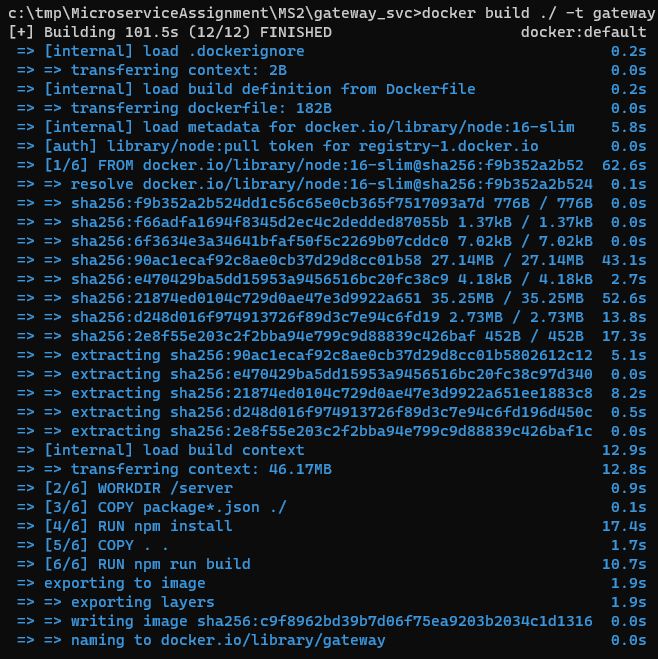 c:\tmp\MicroserviceAssignment\MS2\gateway_svc>docker build ./ -t gateway
[+] Building 101.5s (12/12) FINISHED docker:default
=> [internal] load .dockerignore 0.2s
=> => transferring context: 2B 0.0s
=> [internal] load build definition from Dockerfile 0.2s
=> => transferring dockerfile: 182B 0.0s
=> [internal] load metadata for docker.io/library/node:16-slim 5.8s
=> [auth] library/node:pull token for registry-1.docker.io 0.0s
=> [1/6] FROM docker.io/library/node:16-slim@sha256:f9b352a2b52 62.6s
=> => resolve docker.io/library/node:16-slim@sha256:f9b352a2b524 0.1s
=> => sha256:f9b352a2b524dd1c56c65e0cb365f7517093a7d 776B / 776B 0.0s
=> => sha256:f66adfa1694f8345d2ec4c2dedded87055b 1.37kB / 1.37kB 0.0s
=> => sha256:6f3634e3a34641bfaf50f5c2269b07cddc0 7.02kB / 7.02kB 0.0s
=> => sha256:90ac1ecaf92c8ae0cb37d29d8cc01b58 27.14MB / 27.14MB 43.1s
=> => sha256:e470429ba5dd15953a9456516bc20fc38c9 4.18kB / 4.18kB 2.7s
=> => sha256:21874ed0104c729d0ae47e3d9922a651 35.25MB / 35.25MB 52.6s
=> => sha256:d248d016f974913726f89d3c7e94c6fd19 2.73MB / 2.73MB 13.8s
=> => sha256:2e8f55e203c2f2bba94e799c9d88839c426baf 452B / 452B 17.3s
=> => extracting sha256:90ac1ecaf92c8ae0cb37d29d8cc01b5802612c12 5.1s
=> => extracting sha256:e470429ba5dd15953a9456516bc20fc38c97d340 0.0s
=> => extracting sha256:21874ed0104c729d0ae47e3d9922a651ee1883c8 8.2s
=> => extracting sha256:d248d016f974913726f89d3c7e94c6fd196d450c 0.5s
=> => extracting sha256:2e8f55e203c2f2bba94e799c9d88839c426baf1c 0.0s
=> [internal] load build context 12.9s
=> => transferring context: 46.17MB 12.8s
=> [2/6] WORKDIR /server 0.9s
=> [3/6] COPY package*.json ./ 0.1s
=> [4/6] RUN npm install 17.4s
=> [5/6] COPY . . 1.7s
=> [6/6] RUN npm run build 10.7s
=> exporting to image 1.9s
=> => exporting layers 1.9s
=> => writing image sha256:c9f8962bd39b7d06f75ea9203b2034c1d1316 0.0s
=> => naming to docker.io/library/gateway 0.0s